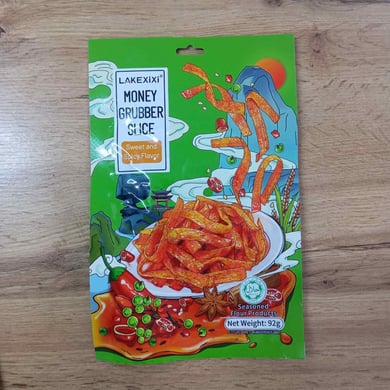 LAKEXiXi®
MONEY
GRUBBER
SLICE
Sweet and
Spicy Flavor
Seasoned
Flour Products
Net Weight: 92g